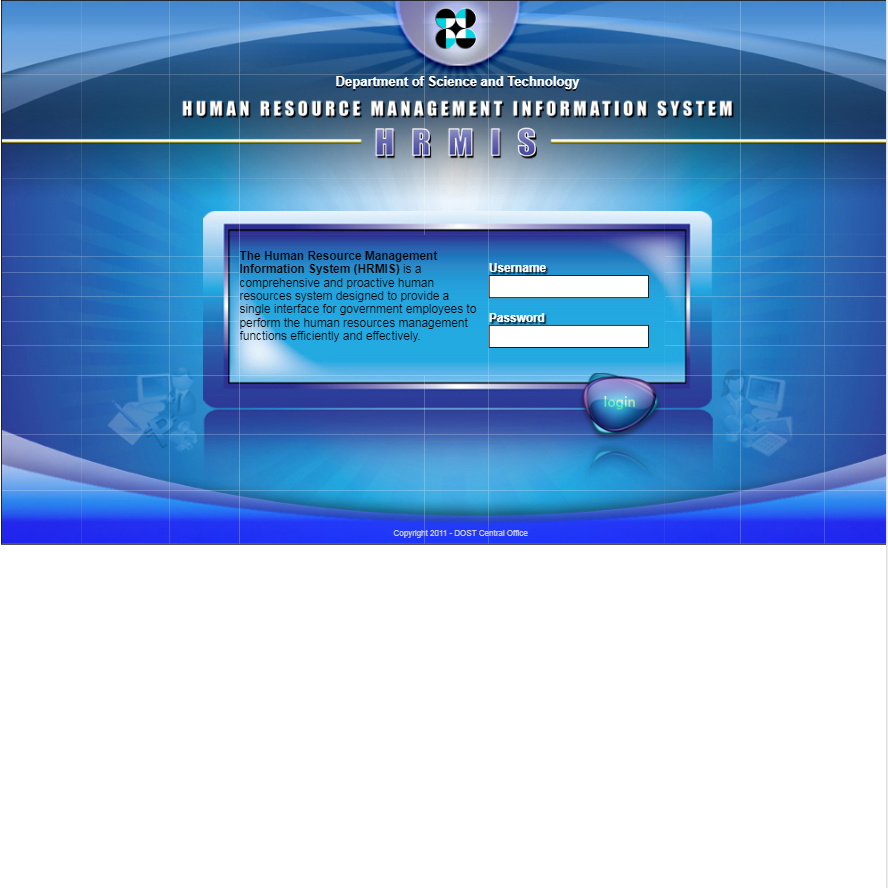 Department of Science and Technology
HUMAN RESOURCE MANAGEMENT INFORMATION SYSTEM
HRMIS
The Human Resource Management
Information System (HRMIS) is a
comprehensive and proactive human
resources system designed to provide a
single interface for government employees to
perform the human resources management
functions efficiently and effectively.
Username
Password
login
Copyright 2011 - DOST Central Office